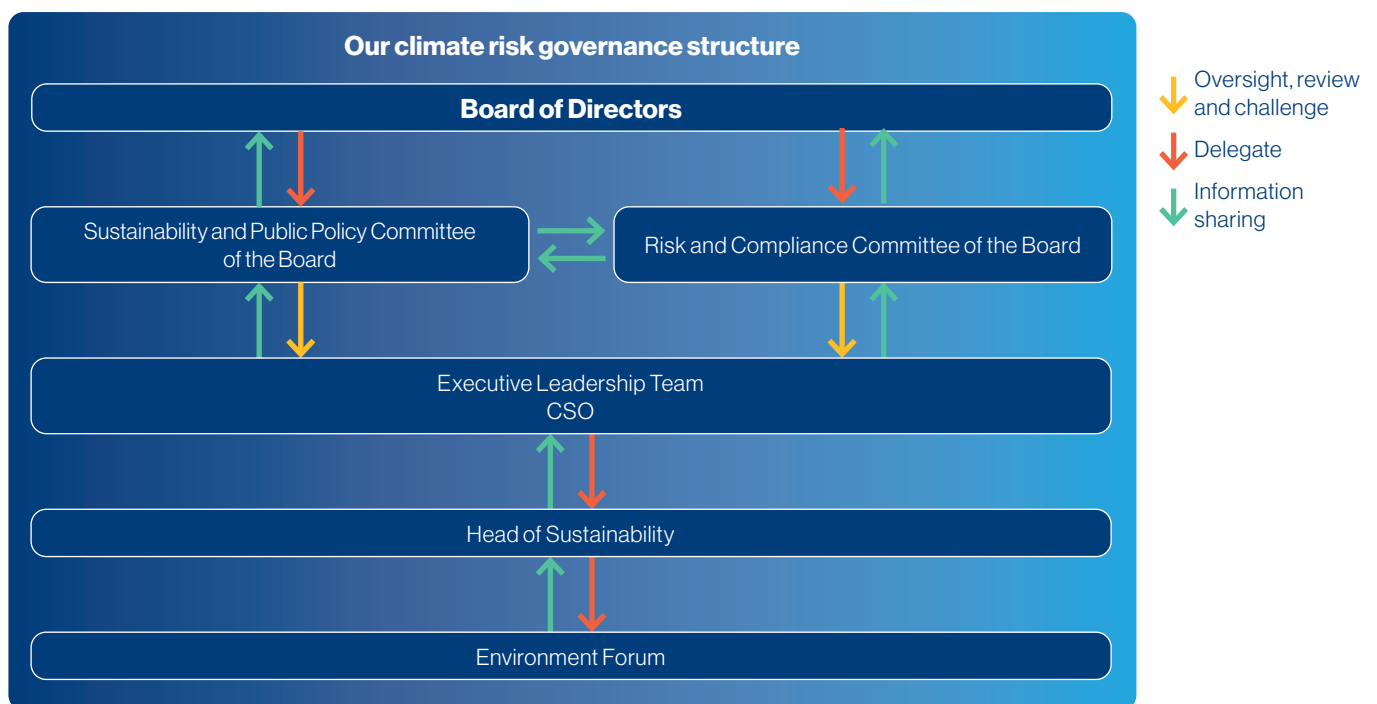 Our climate risk governance structure
Board of Directors
Sustainability and Public Policy Committee
of the Board
Risk and Compliance Committee of the Board
Executive Leadership Team
CSO
Head of Sustainability
Environment Forum
Oversight, review
and challenge
Delegate
Information
sharing